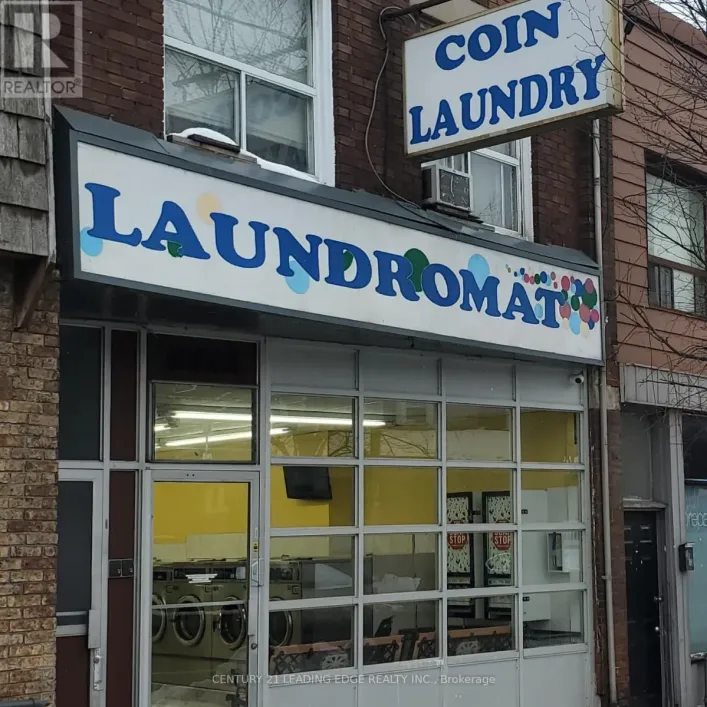 R
REALTOR
COIN
LAUNDRY
LAUNDROMAT
STOP
STOP
CENTURY 21 LEADING EDGE REALTY INC., Brokerage